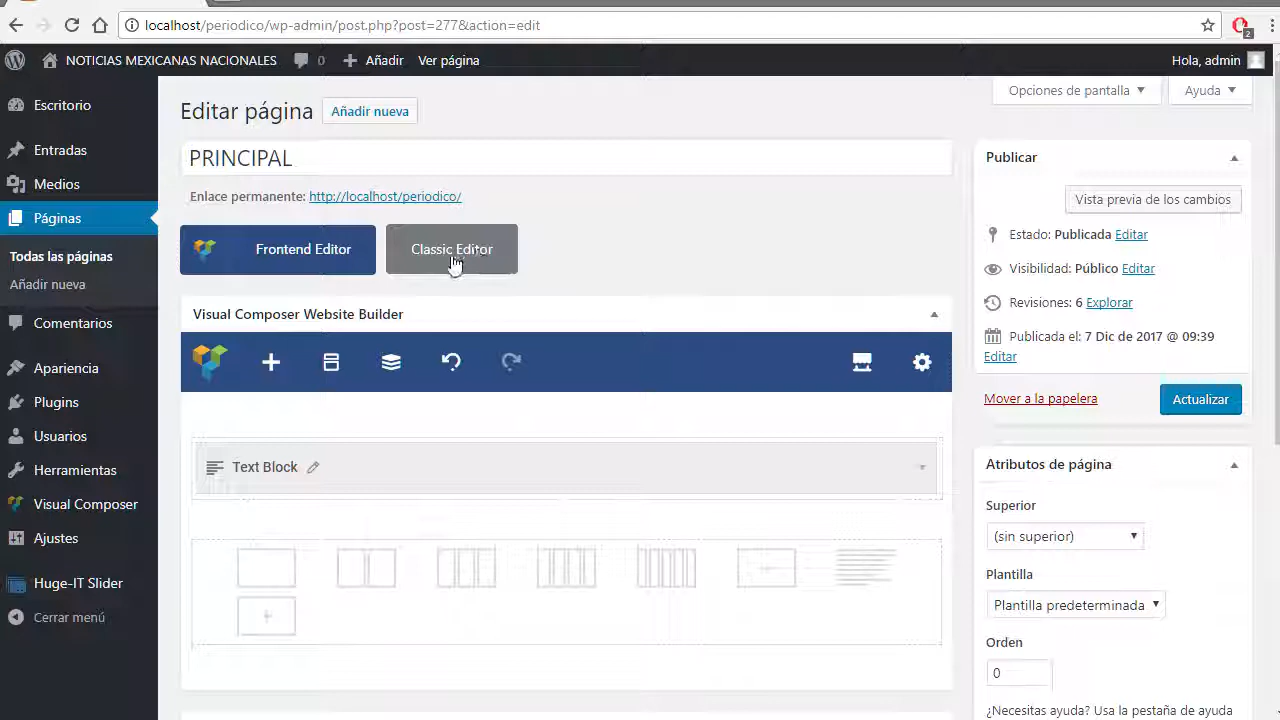 localhost/periodico/wp-admin/post.php?post=277&action=edit
2
NOTICIAS MEXICANAS NACIONALES 0 Añadir Ver página Hola, admin
Escritorio
Entradas
Medios
Páginas
Todas las páginas
Añadir nueva
Comentarios
Apariencia
Plugins
Usuarios
Herramientas
Visual Composer
Ajustes
Huge-IT Slider
Cerrar menú
Opciones de pantalla Ayuda
Editar página Añadir nueva
PRINCIPAL
Enlace permanente: http://localhost/periodico/
Frontend Editor Classic Editor
Visual Composer Website Builder
Text Block
Publicar
Vista previa de los cambios
Estado: Publicada Editar
Visibilidad: Público Editar
Revisiones: 6 Explorar
Publicada el: 7 Dic de 2017 @ 09:39
Editar
Mover a la papelera Actualizar
Atributos de página
Superior
(sin superior)
Plantilla
Plantilla predeterminada
Orden
0
¿Necesitas ayuda? Usa la pestaña de ayuda